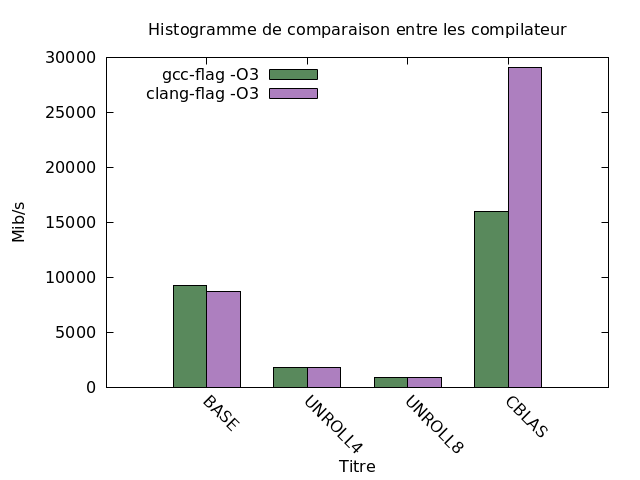 Histogramme de comparaison entre les compilateur
gcc-flag -O3
clang-flag -O3
30000
25000
20000
15000
10000
5000
0
Mib/s
BASE
UNROLL4
UNROLL8
CBLAS
Titre